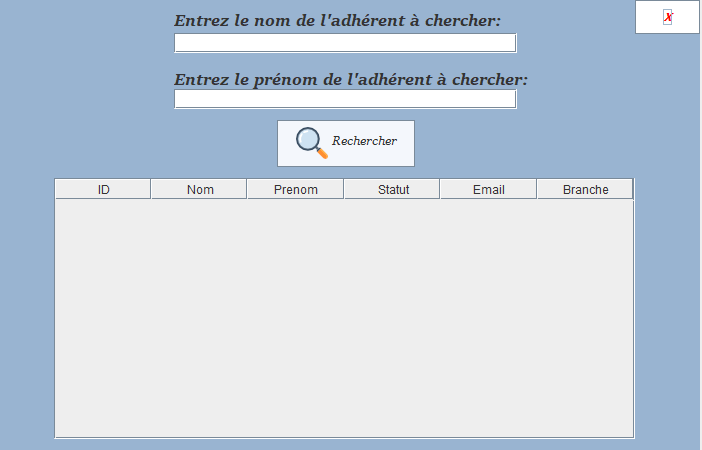 Entrez le nom de l'adhérent à chercher:
X
Entrez le prénom de l'adhérent à chercher:
Rechercher
ID Nom Prenom Statut Email Branche